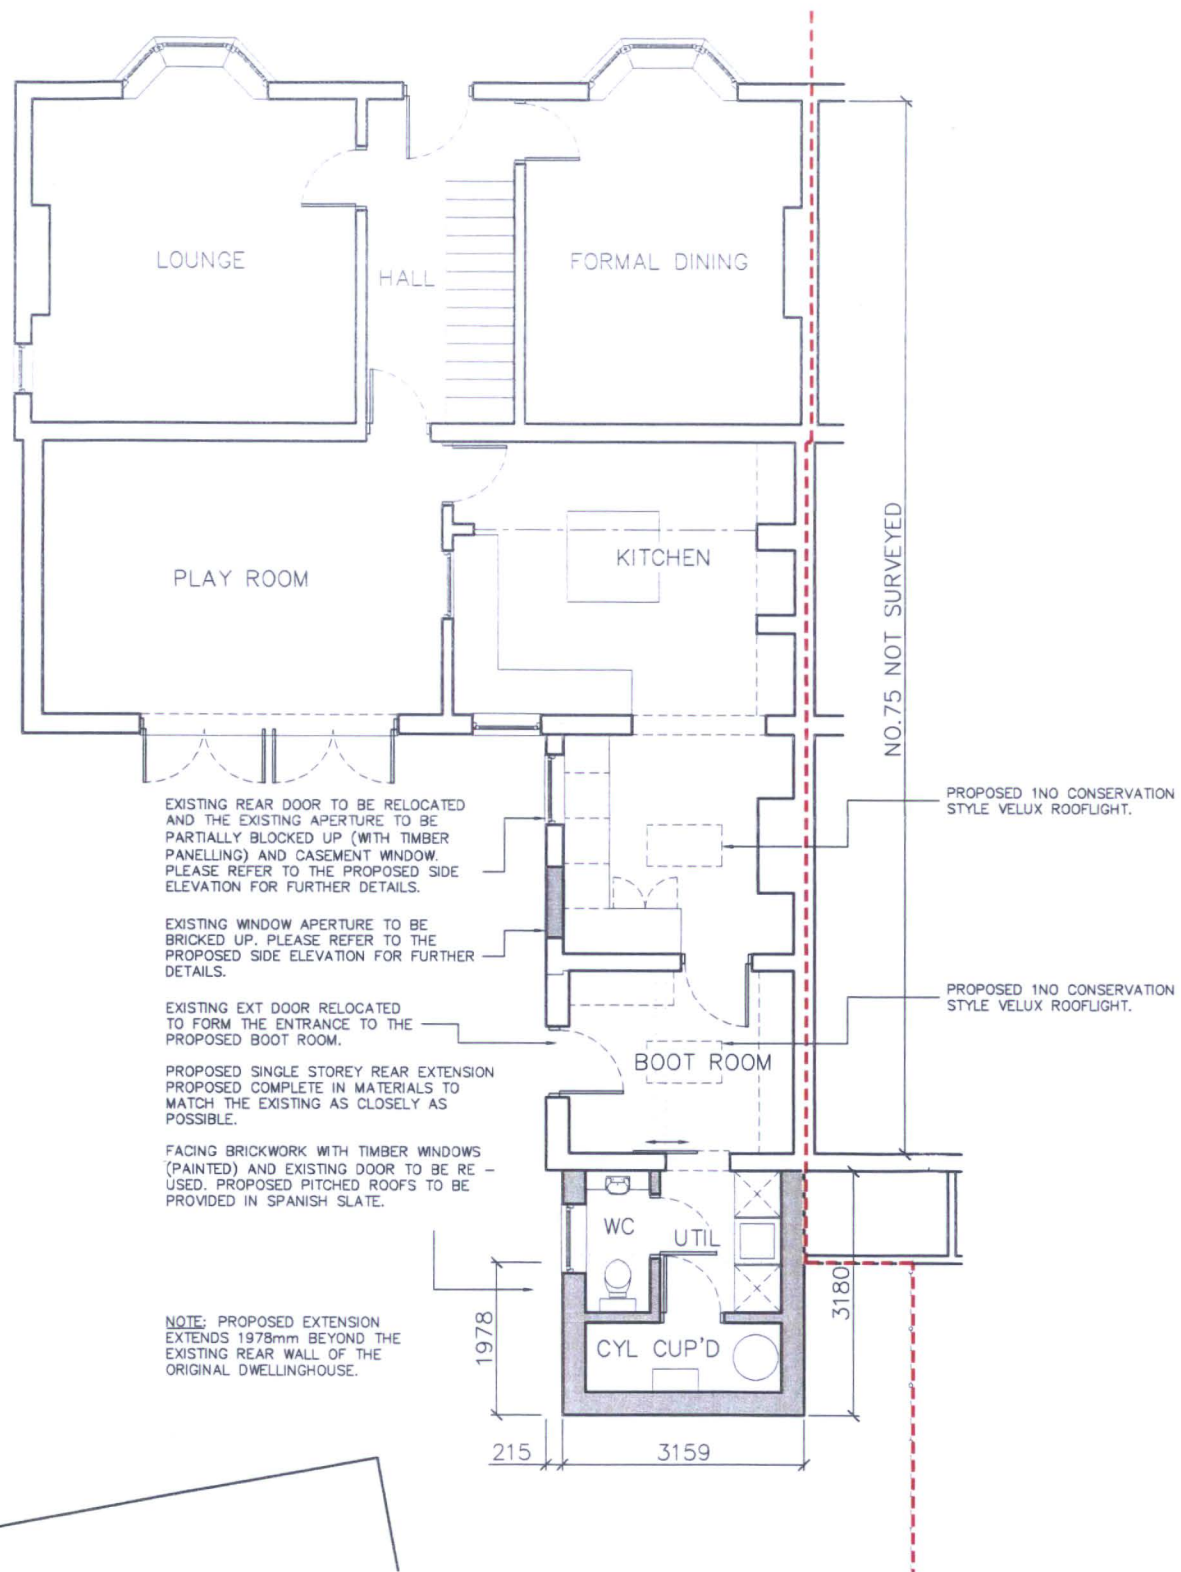 LOUNGE
HALL
FORMAL DINING
PLAY ROOM
KITCHEN
NO.75 NOT SURVEYED
EXISTING REAR DOOR TO BE RELOCATED
AND THE EXISTING APERTURE TO BE
PARTIALLY BLOCKED UP (WITH TIMBER
PANELLING) AND CASEMENT WINDOW.
PLEASE REFER TO THE PROPOSED SIDE
ELEVATION FOR FURTHER DETAILS.
PROPOSED 1NO CONSERVATION
STYLE VELUX ROOFLIGHT.
EXISTING WINDOW APERTURE TO BE
BRICKED UP. PLEASE REFER TO THE
PROPOSED SIDE ELEVATION FOR FURTHER
DETAILS.
EXISTING EXT DOOR RELOCATED
TO FORM THE ENTRANCE TO THE
PROPOSED BOOT ROOM.
PROPOSED 1NO CONSERVATION
STYLE VELUX ROOFLIGHT.
BOOT ROOM
PROPOSED SINGLE STOREY REAR EXTENSION
PROPOSED COMPLETE IN MATERIALS TO
MATCH THE EXISTING AS CLOSELY AS
POSSIBLE.
FACING BRICKWORK WITH TIMBER WINDOWS
(PAINTED) AND EXISTING DOOR TO BE RE -
USED. PROPOSED PITCHED ROOFS TO BE
PROVIDED IN SPANISH SLATE.
WC
UTIL
NOTE: PROPOSED EXTENSION
EXTENDS 1978mm BEYOND THE
EXISTING REAR WALL OF THE
ORIGINAL DWELLINGHOUSE.
1978
CYL CUP'D
3180
215
3159